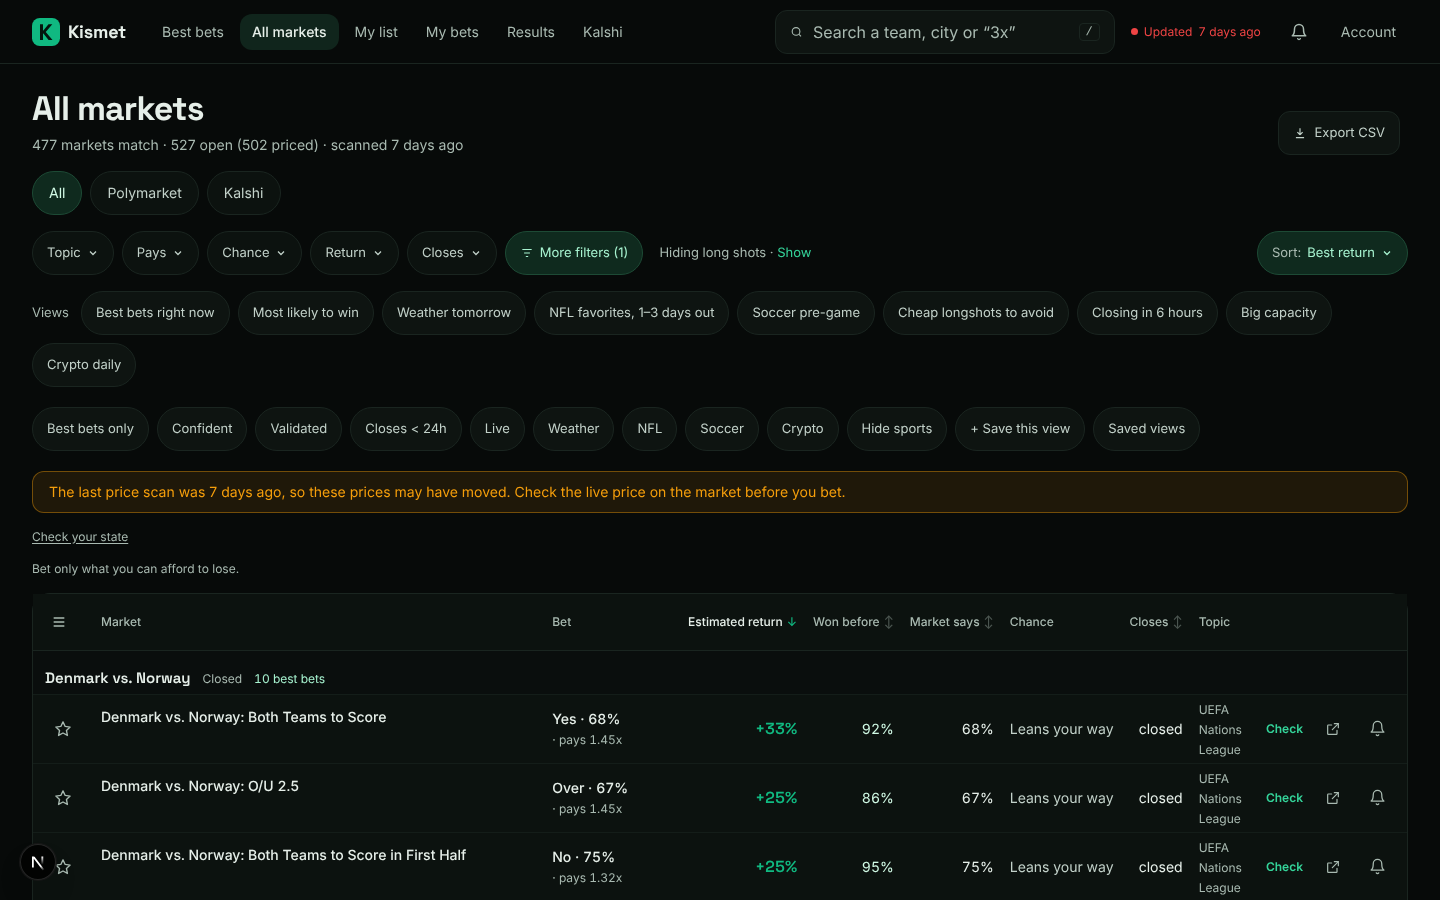 K Kismet Best bets All markets My list My bets Results Kalshi Search a team, city or “3x” / Updated 7 days ago Account
All markets
477 markets match · 527 open (502 priced) · scanned 7 days ago
Export CSV
All Polymarket Kalshi
Topic Pays Chance Return Closes More filters (1) Hiding long shots · Show Sort: Best return
Views Best bets right now Most likely to win Weather tomorrow NFL favorites, 1–3 days out Soccer pre-game Cheap longshots to avoid Closing in 6 hours Big capacity
Crypto daily
Best bets only Confident Validated Closes < 24h Live Weather NFL Soccer Crypto Hide sports + Save this view Saved views
The last price scan was 7 days ago, so these prices may have moved. Check the live price on the market before you bet.
Check your state
Bet only what you can afford to lose.
Market Bet Estimated return ↓ Won before Market says Chance Closes Topic
Denmark vs. Norway Closed 10 best bets
Denmark vs. Norway: Both Teams to Score Yes · 68% · pays 1.45x +33% 92% 68% Leans your way closed UEFA Nations League Check
Denmark vs. Norway: O/U 2.5 Over · 67% · pays 1.45x +25% 86% 67% Leans your way closed UEFA Nations League Check
Denmark vs. Norway: Both Teams to Score in First Half No · 75% · pays 1.32x +25% 95% 75% Leans your way closed UEFA Nations League Check
N